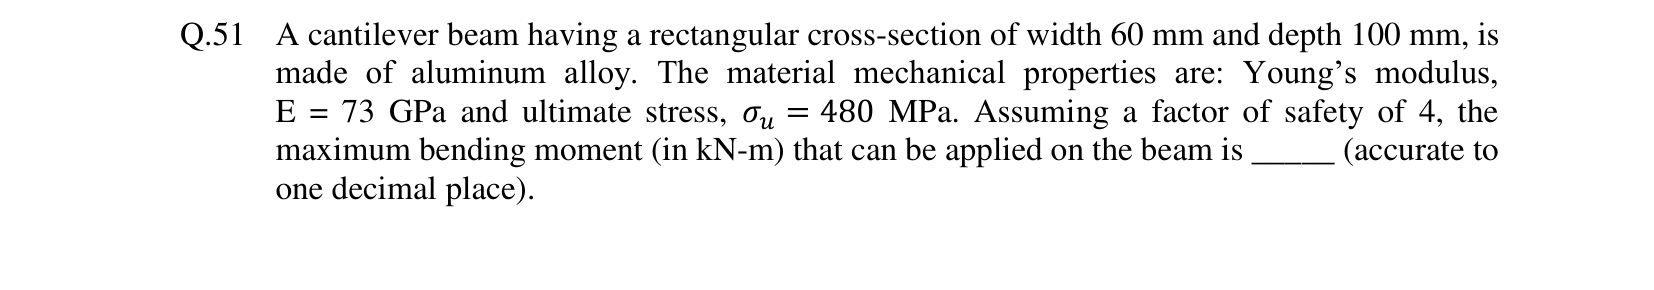 Q.51 A cantilever beam having a rectangular cross-section of width 60 mm and depth 100 mm, is
made of aluminum alloy. The material mechanical properties are: Young's modulus,
E = 73 GPa and ultimate stress, σᵤ = 480 MPa. Assuming a factor of safety of 4, the
maximum bending moment (in kN-m) that can be applied on the beam is _____ (accurate to
one decimal place).